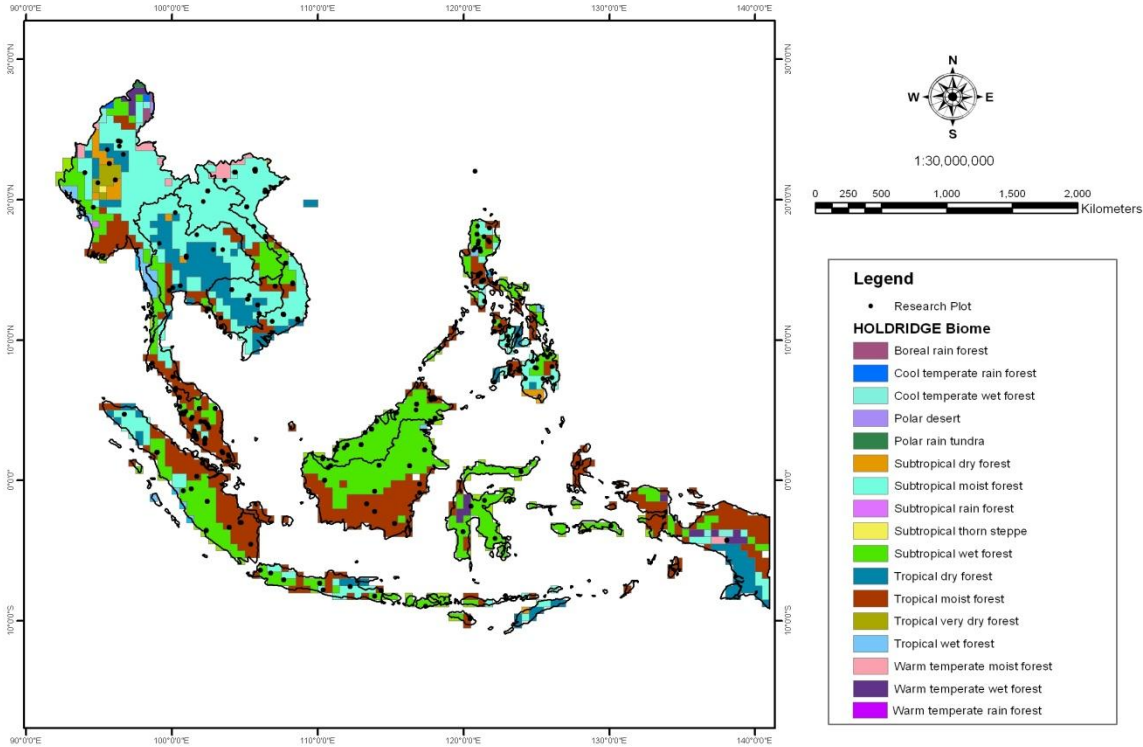 90°0'0"E 100°0'0"E 110°0'0"E 120°0'0"E 130°0'0"E 140°0'0"E
30°0'0"N
20°0'0"N
10°0'0"N
0°0'0"
10°0'0"S
30°0'0"N
20°0'0"N
10°0'0"N
0°0'0"
10°0'0"S
90°0'0"E 100°0'0"E 110°0'0"E 120°0'0"E 130°0'0"E 140°0'0"E
N
W E
S
1:30,000,000
0 250 500 1,000 1,500 2,000
Kilometers
Legend
Research Plot
HOLDRIDGE Biome
Boreal rain forest
Cool temperate rain forest
Cool temperate wet forest
Polar desert
Polar rain tundra
Subtropical dry forest
Subtropical moist forest
Subtropical rain forest
Subtropical thorn steppe
Subtropical wet forest
Tropical dry forest
Tropical moist forest
Tropical very dry forest
Tropical wet forest
Warm temperate moist forest
Warm temperate wet forest
Warm temperate rain forest